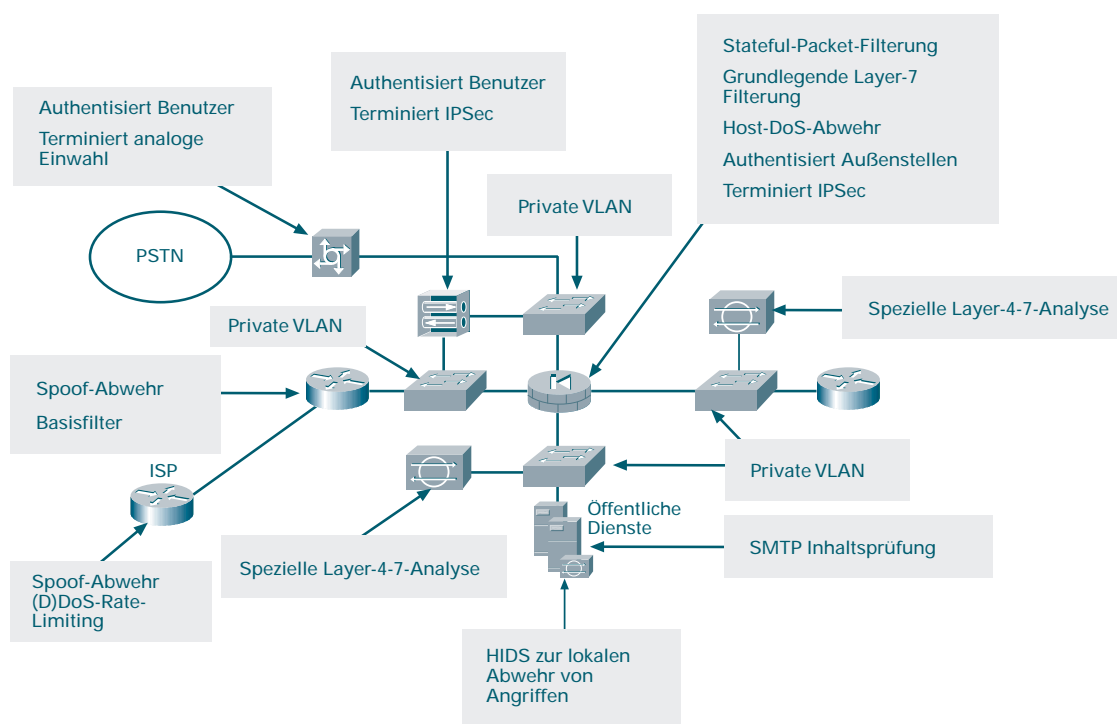 Stateful-Packet-Filterung
Grundlegende Layer-7
Filterung
Host-DoS-Abwehr
Authentisiert Außenstellen
Terminiert IPSec
Authentisiert Benutzer
Terminiert IPSec
Authentisiert Benutzer
Terminiert analoge
Einwahl
Private VLAN
PSTN
Spezielle Layer-4-7-Analyse
Private VLAN
Spoof-Abwehr
Basisfilter
ISP
Private VLAN
Öffentliche
Dienste
SMTP Inhaltsprüfung
Spezielle Layer-4-7-Analyse
Spoof-Abwehr
(D)DoS-Rate-
Limiting
HIDS zur lokalen
Abwehr von
Angriffen